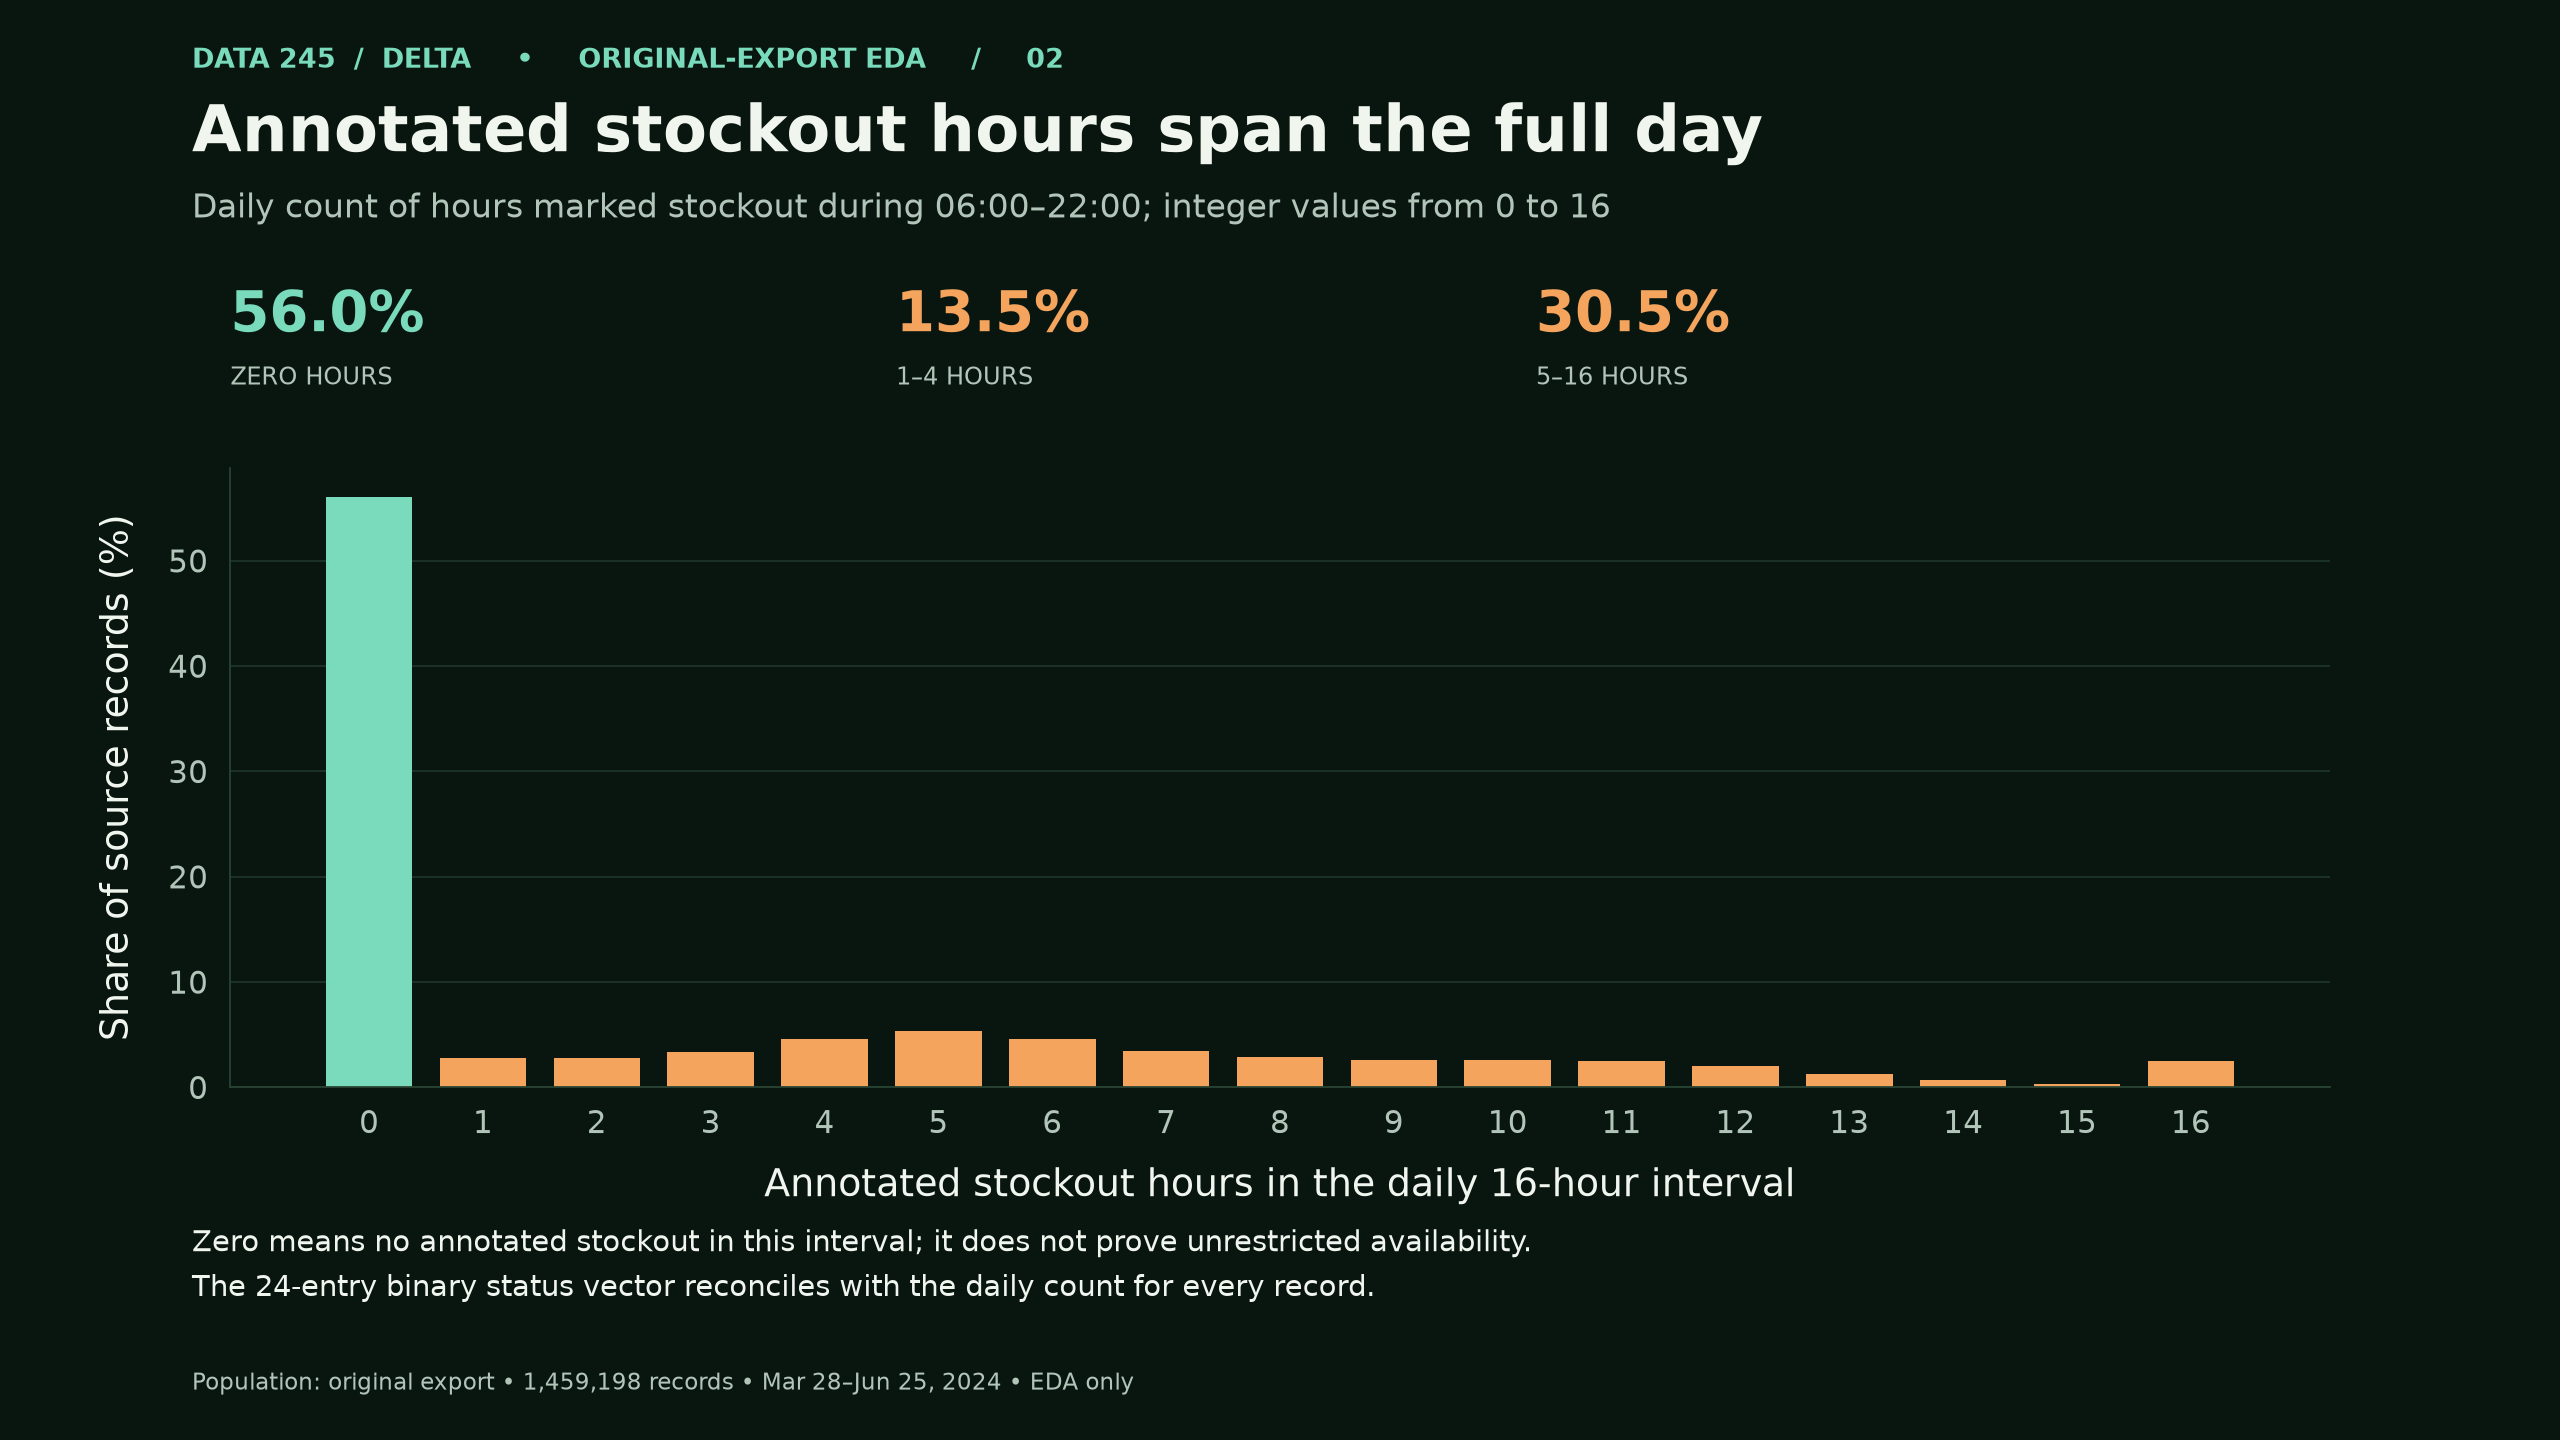 DATA 245 / DELTA • ORIGINAL-EXPORT EDA / 02
Annotated stockout hours span the full day
Daily count of hours marked stockout during 06:00–22:00; integer values from 0 to 16
56.0% 13.5% 30.5%
ZERO HOURS 1–4 HOURS 5–16 HOURS
Share of source records (%)
50
40
30
20
10
0
0 1 2 3 4 5 6 7 8 9 10 11 12 13 14 15 16
Annotated stockout hours in the daily 16-hour interval
Zero means no annotated stockout in this interval; it does not prove unrestricted availability.
The 24-entry binary status vector reconciles with the daily count for every record.
Population: original export • 1,459,198 records • Mar 28–Jun 25, 2024 • EDA only